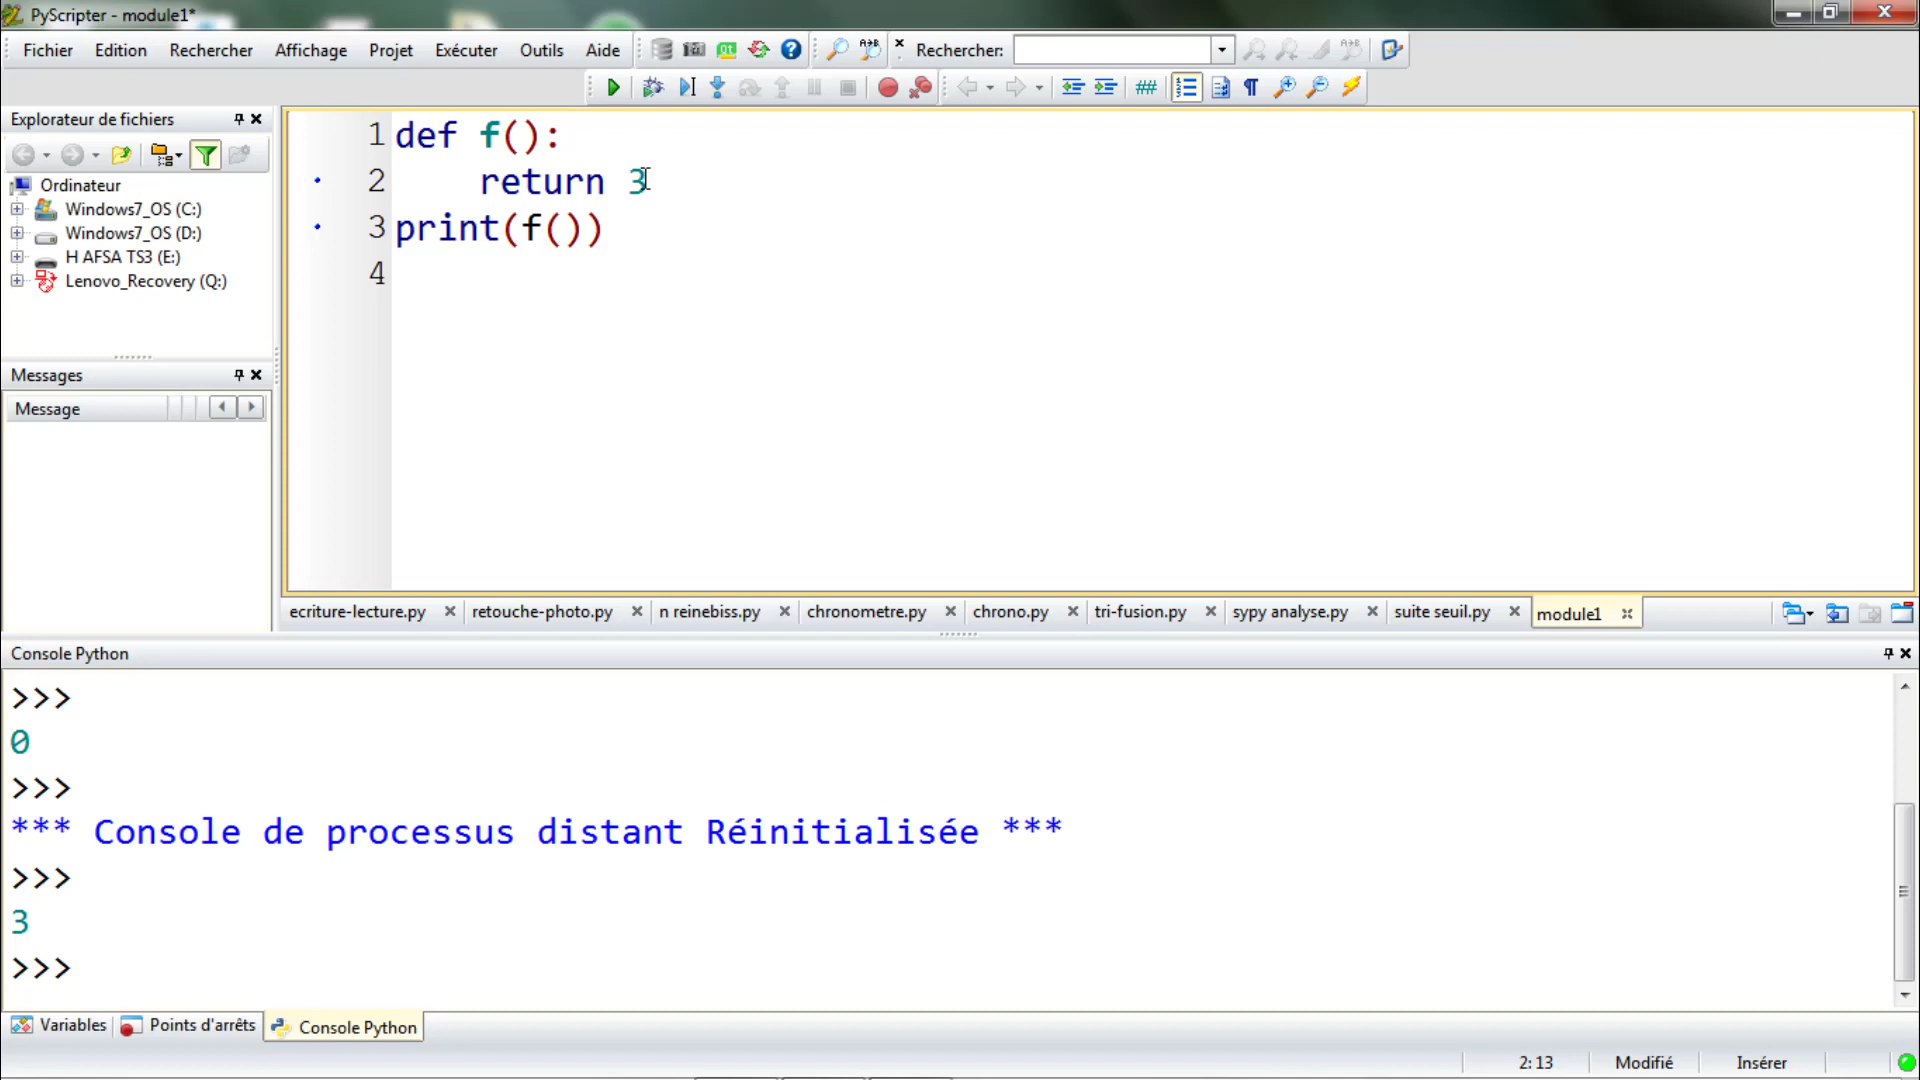 PyScripter - module1*
Fichier Edition Rechercher Affichage Projet Exécuter Outils Aide Rechercher:
Explorateur de fichiers
Ordinateur
Windows7_OS (C:)
Windows7_OS (D:)
H AFSA TS3 (E:)
Lenovo_Recovery (Q:)
Messages
Message
1 def f():
2 return 3
3 print(f())
4
ecriture-lecture.py retouche-photo.py n reinebiss.py chronometre.py chrono.py tri-fusion.py sypy analyse.py suite seuil.py module1
Console Python
>>>
0
>>>
*** Console de processus distant Réinitialisée ***
>>>
3
>>>
Variables Points d'arrêts Console Python
2: 13 Modifié Insérer